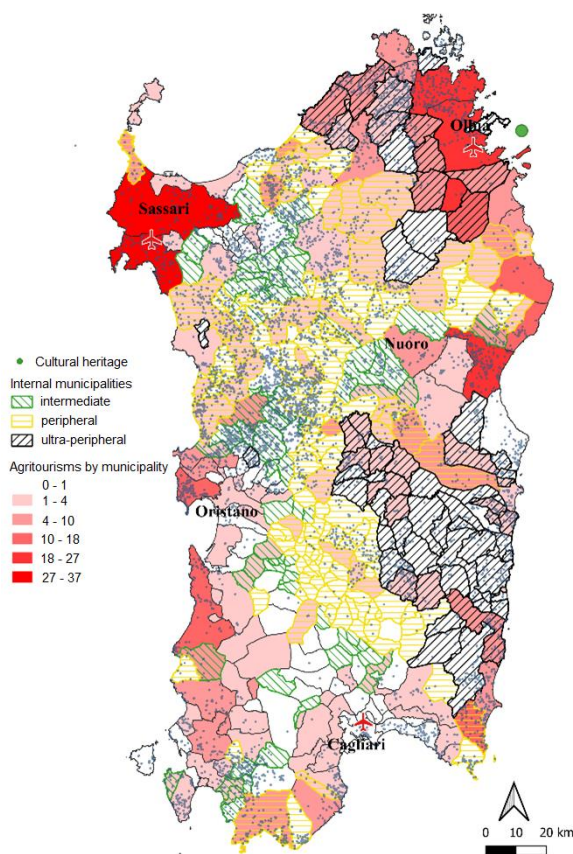 Olbia
Sassari
Nuoro
Cultural heritage
Internal municipalities
intermediate
peripheral
ultra-peripheral
Agritourisms by municipality
0 - 1
1 - 4
4 - 10
10 - 18
18 - 27
27 - 37
Oristano
Cagliari
0 10 20 km